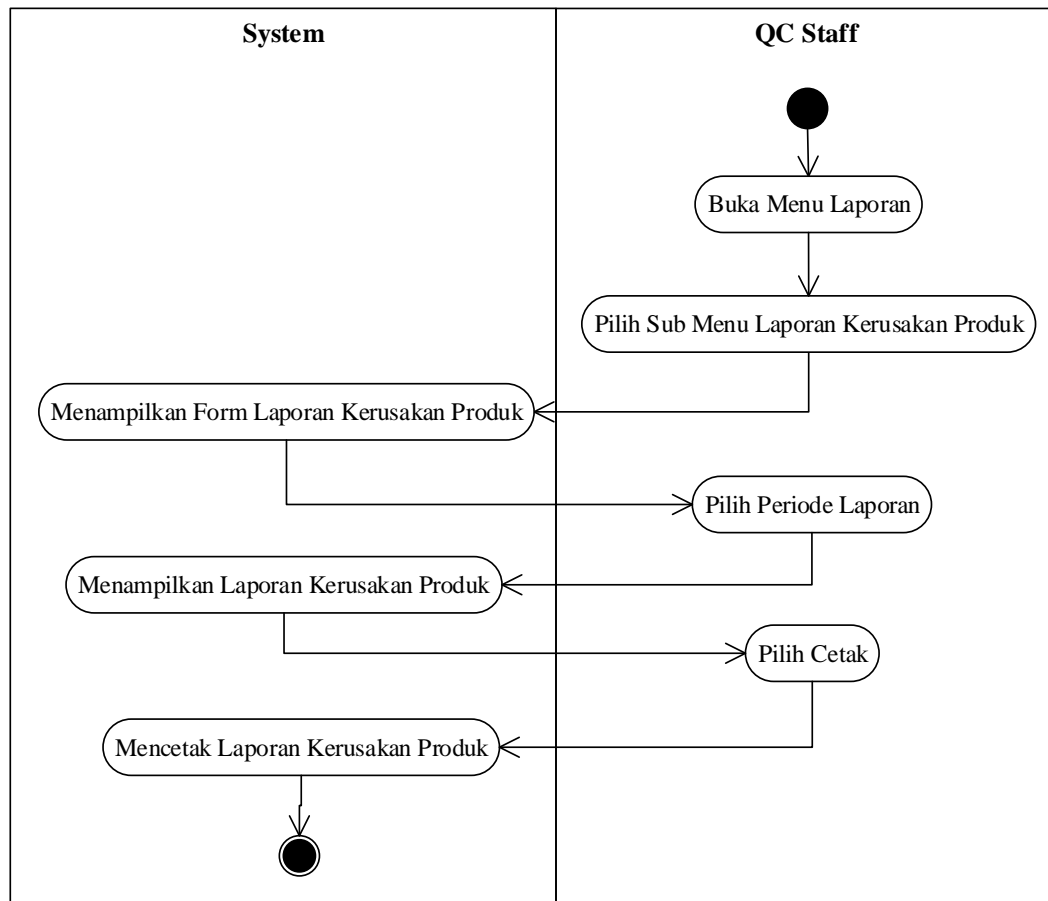 System
QC Staff
Buka Menu Laporan
Pilih Sub Menu Laporan Kerusakan Produk
Menampilkan Form Laporan Kerusakan Produk
Pilih Periode Laporan
Menampilkan Laporan Kerusakan Produk
Pilih Cetak
Mencetak Laporan Kerusakan Produk